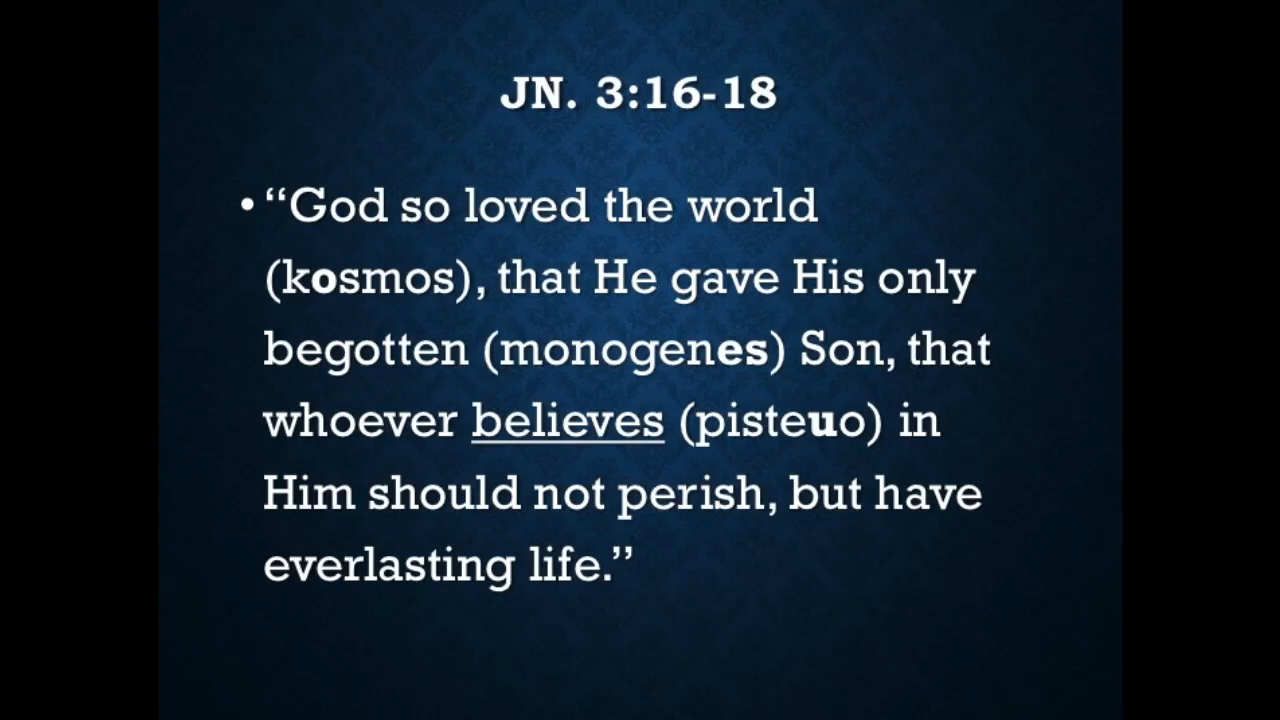 JN. 3:16-18
• “God so loved the world
(kosmos), that He gave His only
begotten (monogenes) Son, that
whoever believes (pisteuo) in
Him should not perish, but have
everlasting life.”